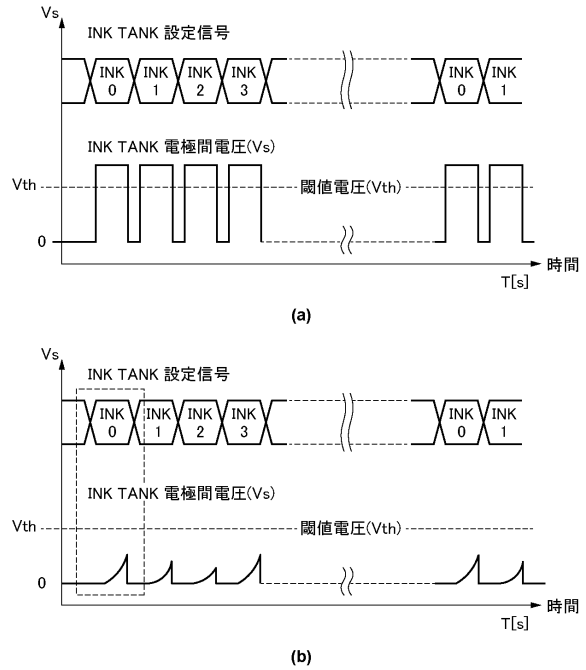 Vs
INK TANK 設定信号
INK 0
INK 1
INK 2
INK 3
INK 0
INK 1
INK TANK 電極間電圧(Vs)
Vth
閾値電圧(Vth)
0
時間
T[s]
(a)
Vs
INK TANK 設定信号
INK 0
INK 1
INK 2
INK 3
INK 0
INK 1
INK TANK 電極間電圧(Vs)
Vth
閾値電圧(Vth)
0
時間
T[s]
(b)